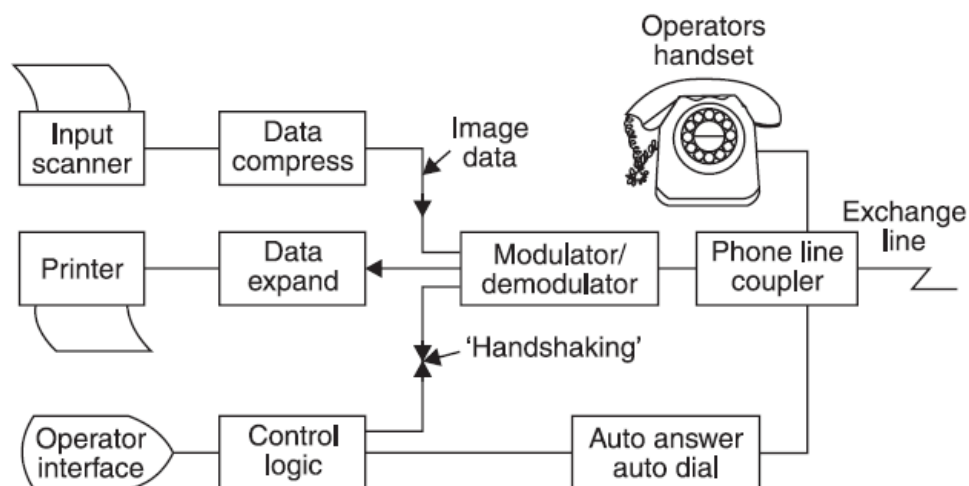 Operators
handset
Input
scanner
Data
compress
Image
data
Exchange
line
Printer
Data
expand
Modulator/
demodulator
Phone line
coupler
'Handshaking'
Operator
interface
Control
logic
Auto answer
auto dial